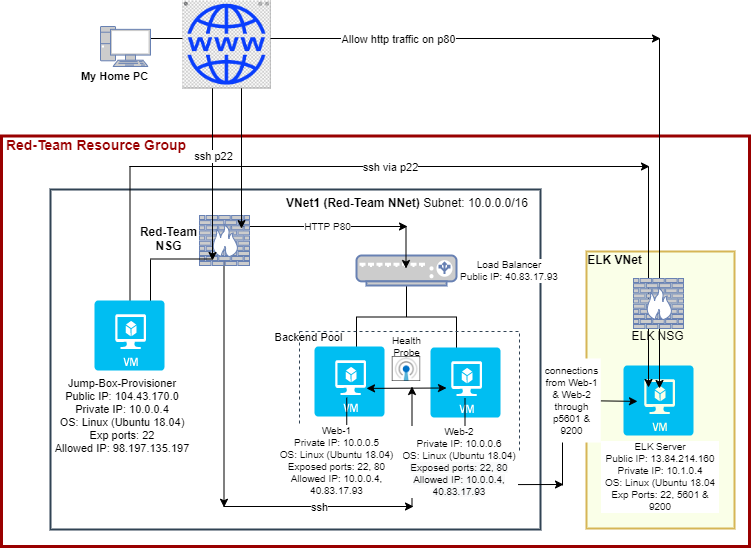 www
Allow http traffic on p80
My Home PC
Red-Team Resource Group
ssh p22
ssh via p22
VNet1 (Red-Team NNet) Subnet: 10.0.0.0/16
Red-Team
NSG
HTTP P80
Load Balancer
Public IP: 40.83.17.93
ELK VNet
ELK NSG
VM
Jump-Box-Provisioner
Public IP: 104.43.170.0
Private IP: 10.0.0.4
OS: Linux (Ubuntu 18.04)
Exp ports: 22
Allowed IP: 98.197.135.197
Backend Pool
Health
Probe
VM
VM
Web-1
Private IP: 10.0.0.5
OS: Linux (Ubuntu 18.04)
Exposed ports: 22, 80
Allowed IP: 10.0.0.4,
40.83.17.93
Web-2
Private IP: 10.0.0.6
OS: Linux (Ubuntu 18.04)
Exposed ports: 22, 80
Allowed IP: 10.0.0.4,
40.83.17.93
ssh
connections
from Web-1
& Web-2
through
p5601 &
9200
VM
ELK Server
Public IP: 13.84.214.160
Private IP: 10.1.0.4
OS: Linux (Ubuntu 18.04
Exp Ports: 22, 5601 &
9200